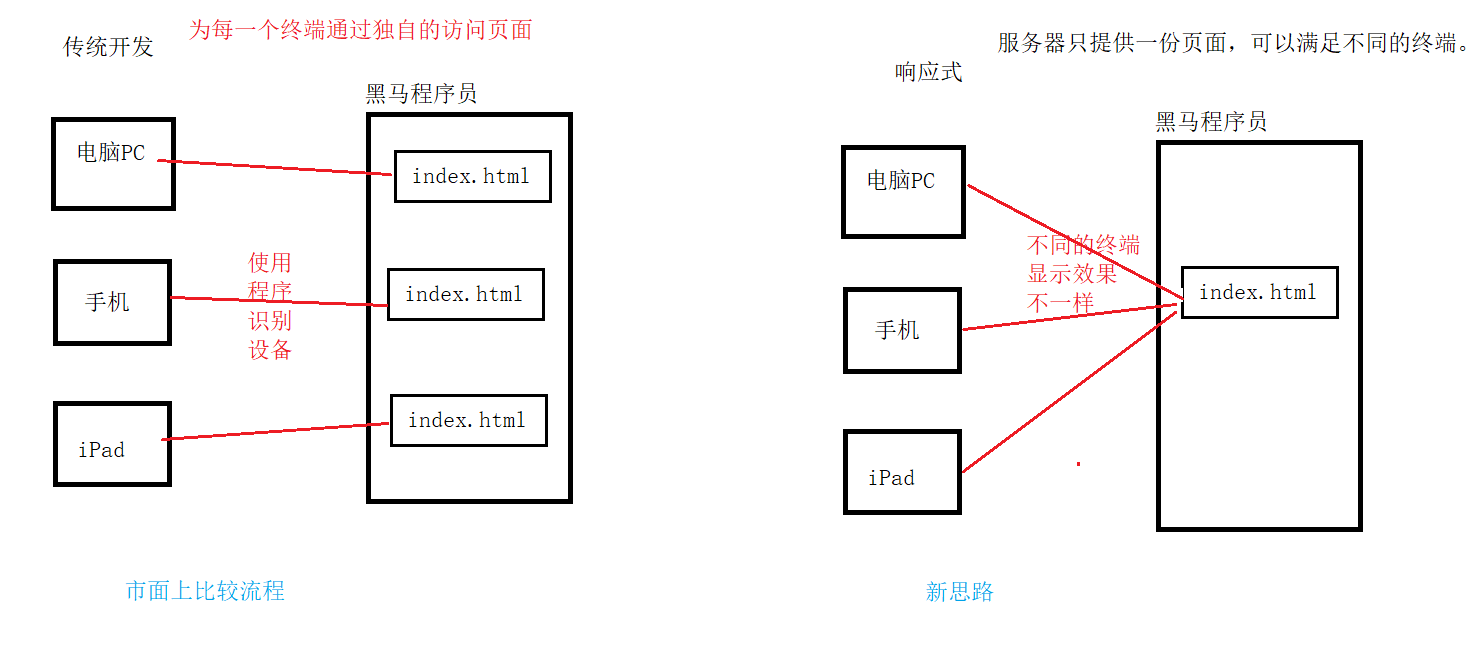 传统开发
为每一个终端通过独自的访问页面
黑马程序员
电脑PC
index.html
使用
程序
识别
设备
手机
index.html
iPad
index.html
市面上比较流程
服务器只提供一份页面，可以满足不同的终端。
响应式
黑马程序员
电脑PC
不同的终端
显示效果
不一样
index.html
手机
iPad
新思路